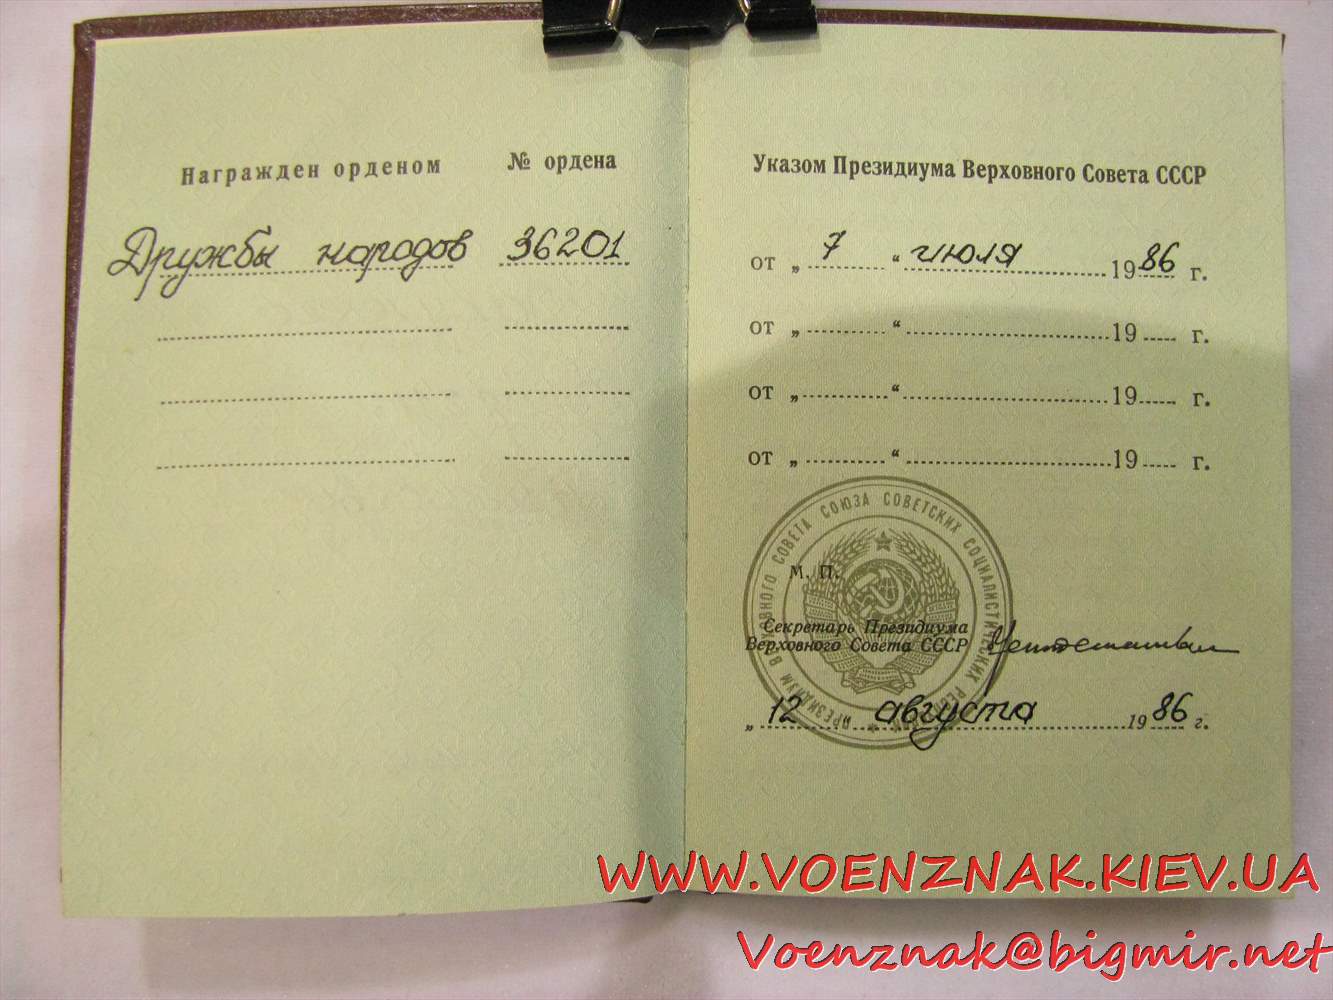 Награжден орденом № ордена
Дружбы народов 36201
Указом Президиума Верховного Совета СССР
от „ 7 “ июля 1986 г.
от „ “ 19 г.
от „ “ 19 г.
от „ “ 19 г.
ПРЕЗИДИУМ ВЕРХОВНОГО СОВЕТА СОЮЗА СОВЕТСКИХ СОЦИАЛИСТИЧЕСКИХ
М. П.
Секретарь Президиума
Верховного Совета СССР
„ 12 августа 1986 г.
WWW.VOENZNAK.KIEV.UA
Voenznak@bigmir.net